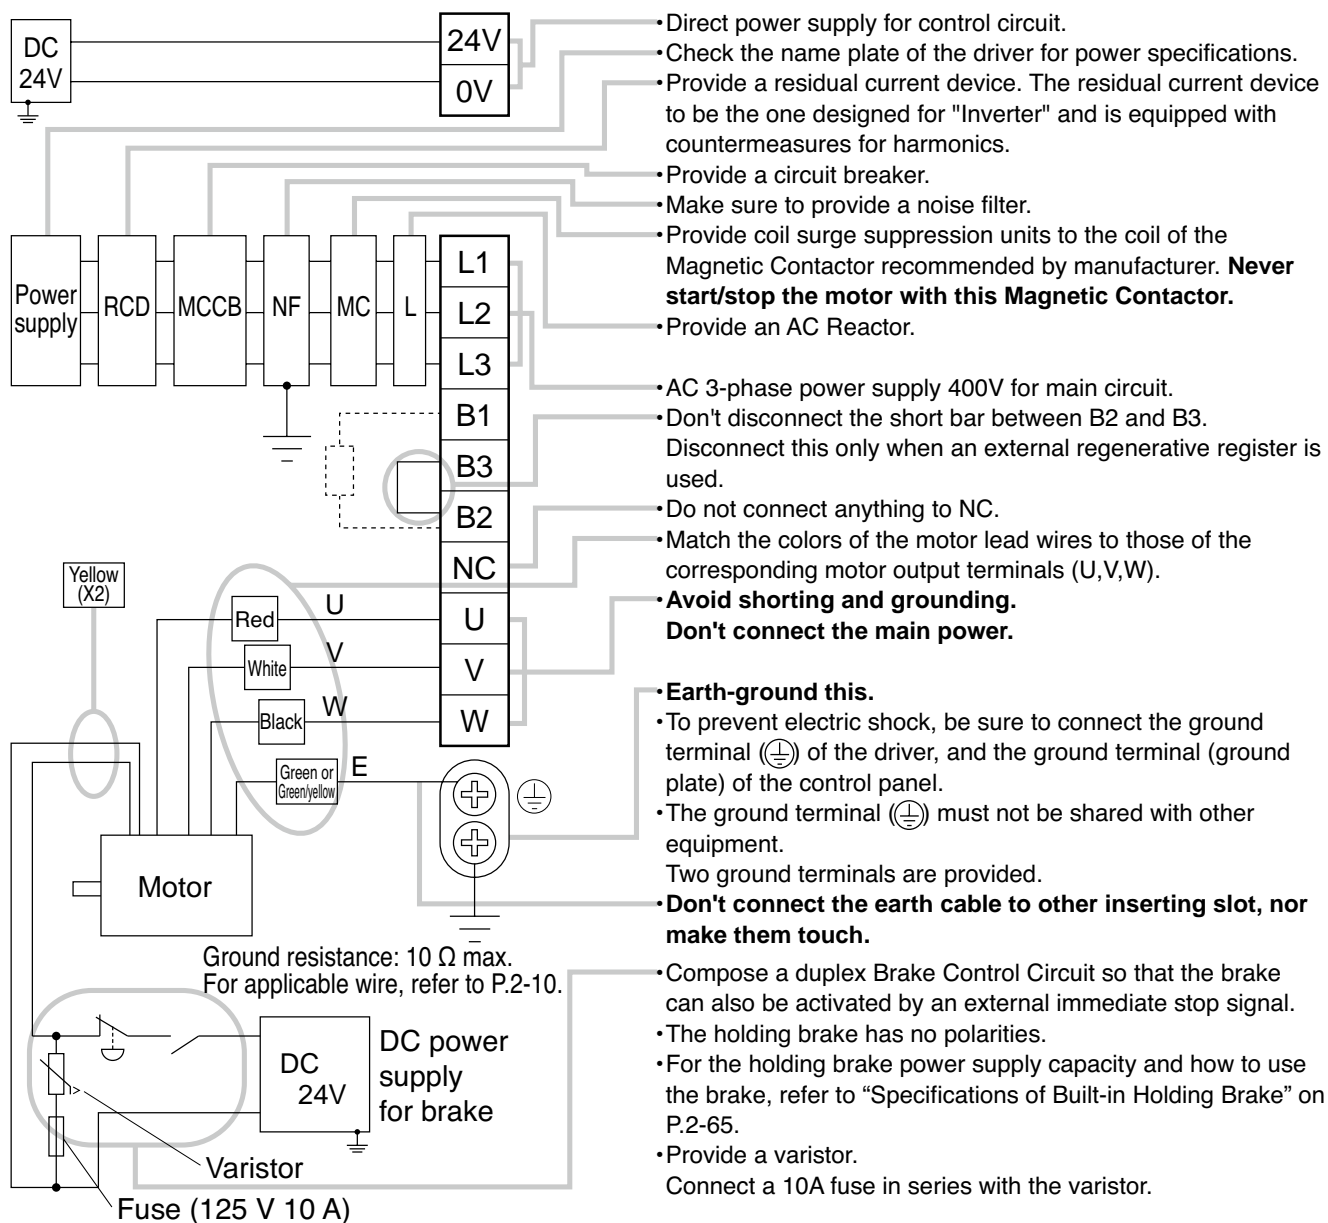 DC
24V
24V
0V
•Direct power supply for control circuit.
•Check the name plate of the driver for power specifications.
•Provide a residual current device. The residual current device
to be the one designed for "Inverter" and is equipped with
countermeasures for harmonics.
•Provide a circuit breaker.
•Make sure to provide a noise filter.
•Provide coil surge suppression units to the coil of the
Magnetic Contactor recommended by manufacturer. Never
start/stop the motor with this Magnetic Contactor.
•Provide an AC Reactor.
Power
supply
RCD
MCCB
NF
MC
L
L1
L2
L3
B1
B3
B2
NC
U
V
W
•AC 3-phase power supply 400V for main circuit.
•Don't disconnect the short bar between B2 and B3.
Disconnect this only when an external regenerative register is
used.
•Do not connect anything to NC.
•Match the colors of the motor lead wires to those of the
corresponding motor output terminals (U,V,W).
•Avoid shorting and grounding.
Don't connect the main power.
Yellow
(X2)
Red
U
White
V
Black
W
Green or
Green/yellow
E
•Earth-ground this.
•To prevent electric shock, be sure to connect the ground
terminal (⏚) of the driver, and the ground terminal (ground
plate) of the control panel.
•The ground terminal (⏚) must not be shared with other
equipment.
Two ground terminals are provided.
•Don't connect the earth cable to other inserting slot, nor
make them touch.
Motor
Ground resistance: 10 Ω max.
For applicable wire, refer to P.2-10.
•Compose a duplex Brake Control Circuit so that the brake
can also be activated by an external immediate stop signal.
•The holding brake has no polarities.
•For the holding brake power supply capacity and how to use
the brake, refer to “Specifications of Built-in Holding Brake” on
P.2-65.
•Provide a varistor.
Connect a 10A fuse in series with the varistor.
DC
24V
DC power
supply
for brake
Varistor
Fuse (125 V 10 A)